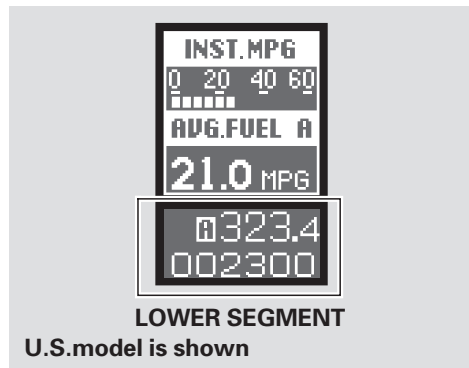 INST.MPG
0 20 40 60
AVG.FUEL A
21.0 MPG
A 323.4
002300
LOWER SEGMENT
U.S.model is shown